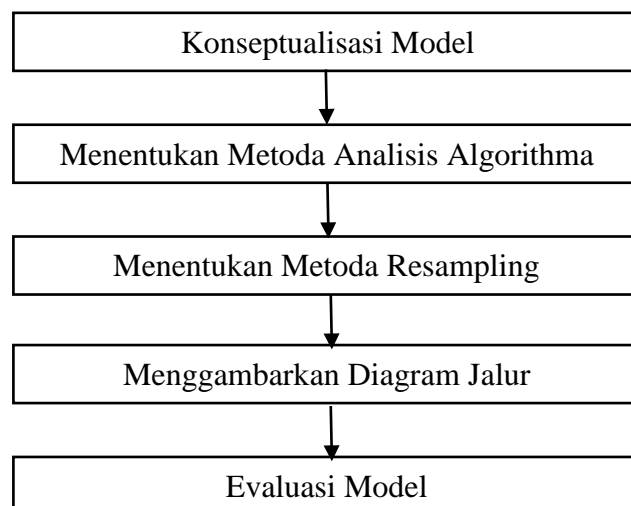 Konseptualisasi Model
Menentukan Metoda Analisis Algorithma
Menentukan Metoda Resampling
Menggambarkan Diagram Jalur
Evaluasi Model